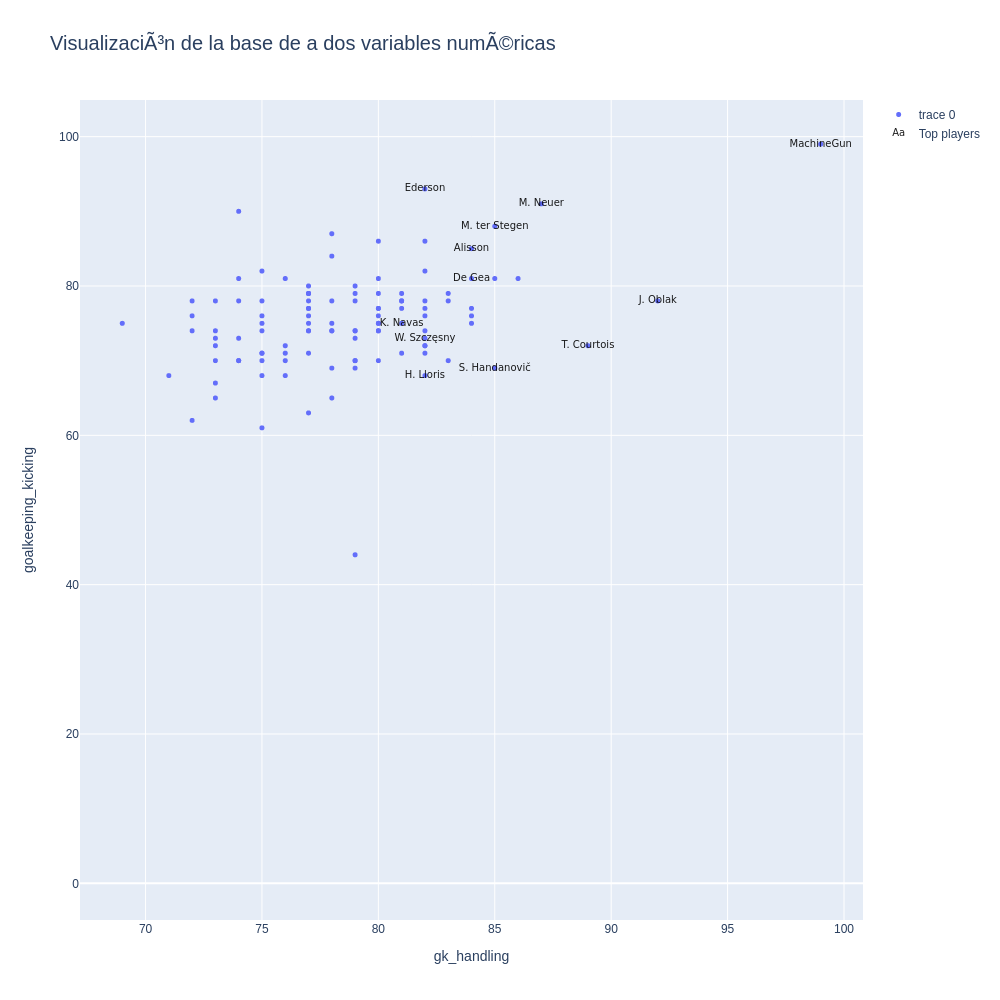 VisualizaciÃ³n de la base de a dos variables numÃ©ricas
trace 0
Aa Top players
100
80
60
40
20
0
goalkeeping_kicking
MachineGun
Ederson
M. Neuer
M. ter Stegen
Alisson
De Gea
J. Oblak
K. Navas
W. Szczęsny
T. Courtois
S. Handanovič
H. Lloris
70 75 80 85 90 95 100
gk_handling